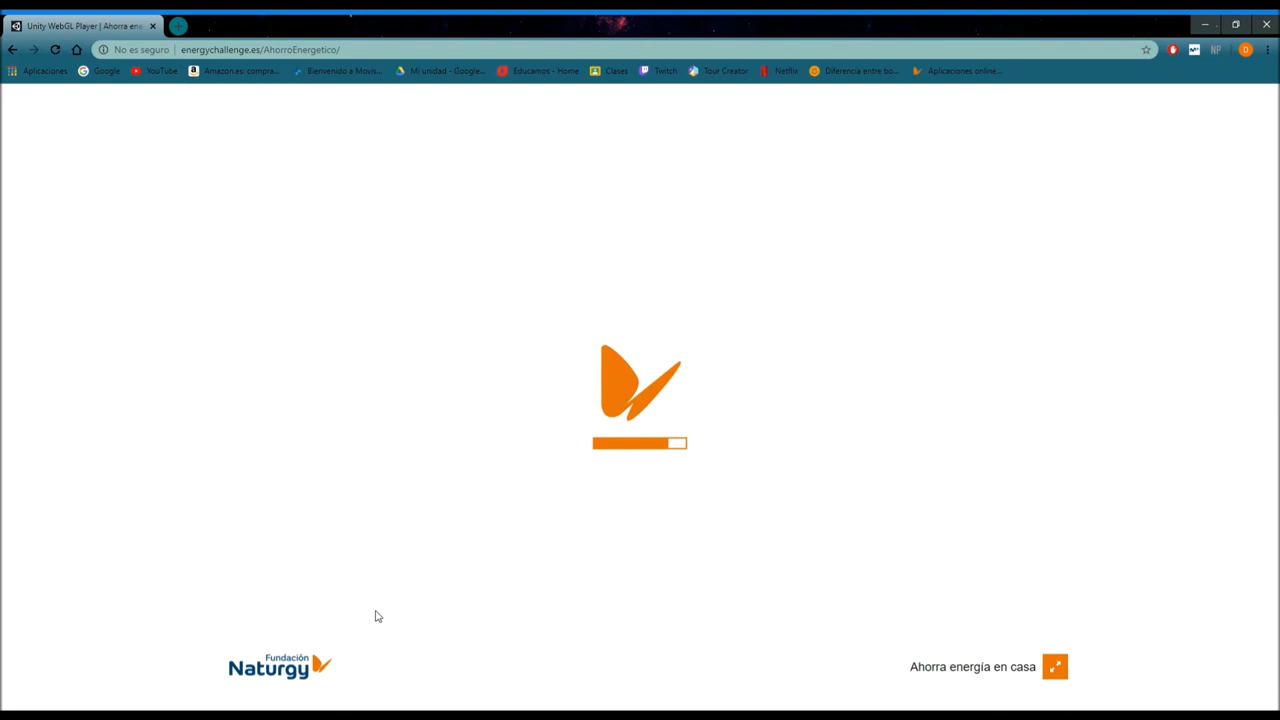 Unity WebGL Player | Ahorra ene
No es seguro | energychallenge.es/AhorroEnergetico/
NP
D
Aplicaciones
Google
YouTube
Amazon.es: compra...
Bienvenido a Movis...
Mi unidad - Google...
Educamos - Home
Clases
Twitch
Tour Creator
Netflix
Diferencia entre bo...
Aplicaciones online...
Fundación
Naturgy
Ahorra energía en casa